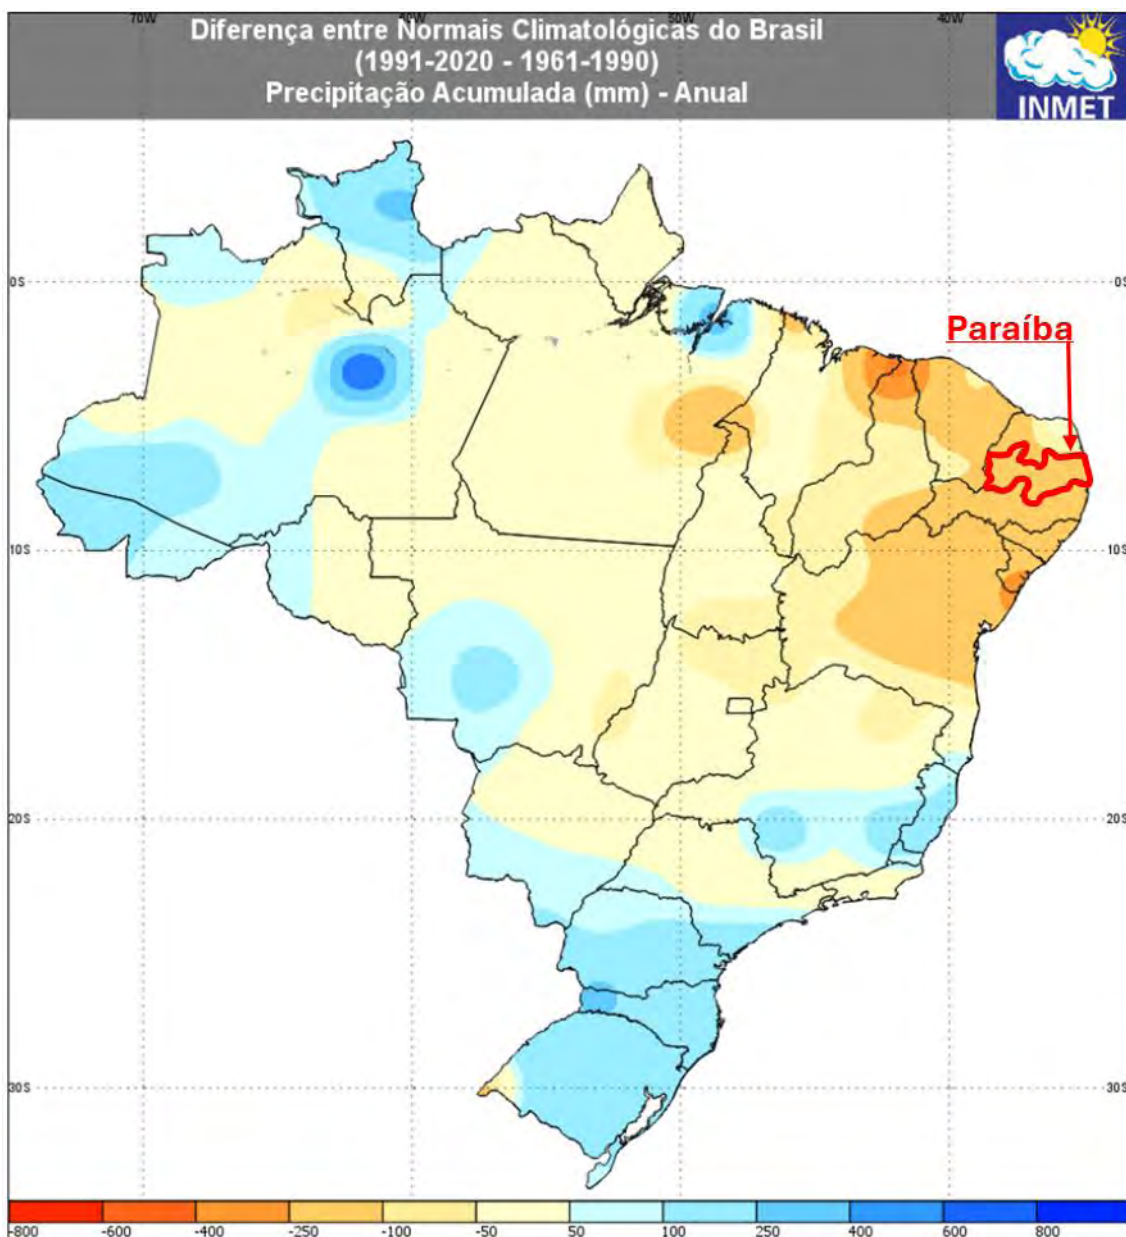 70W 60W 50W 40W
Diferença entre Normais Climatológicas do Brasil
(1991-2020 - 1961-1990)
Precipitação Acumulada (mm) - Anual
INMET
0S 0S
Paraíba
10S 10S
20S 20S
30S 30S
-800 -600 -400 -250 -100 -50 50 100 250 400 600 800